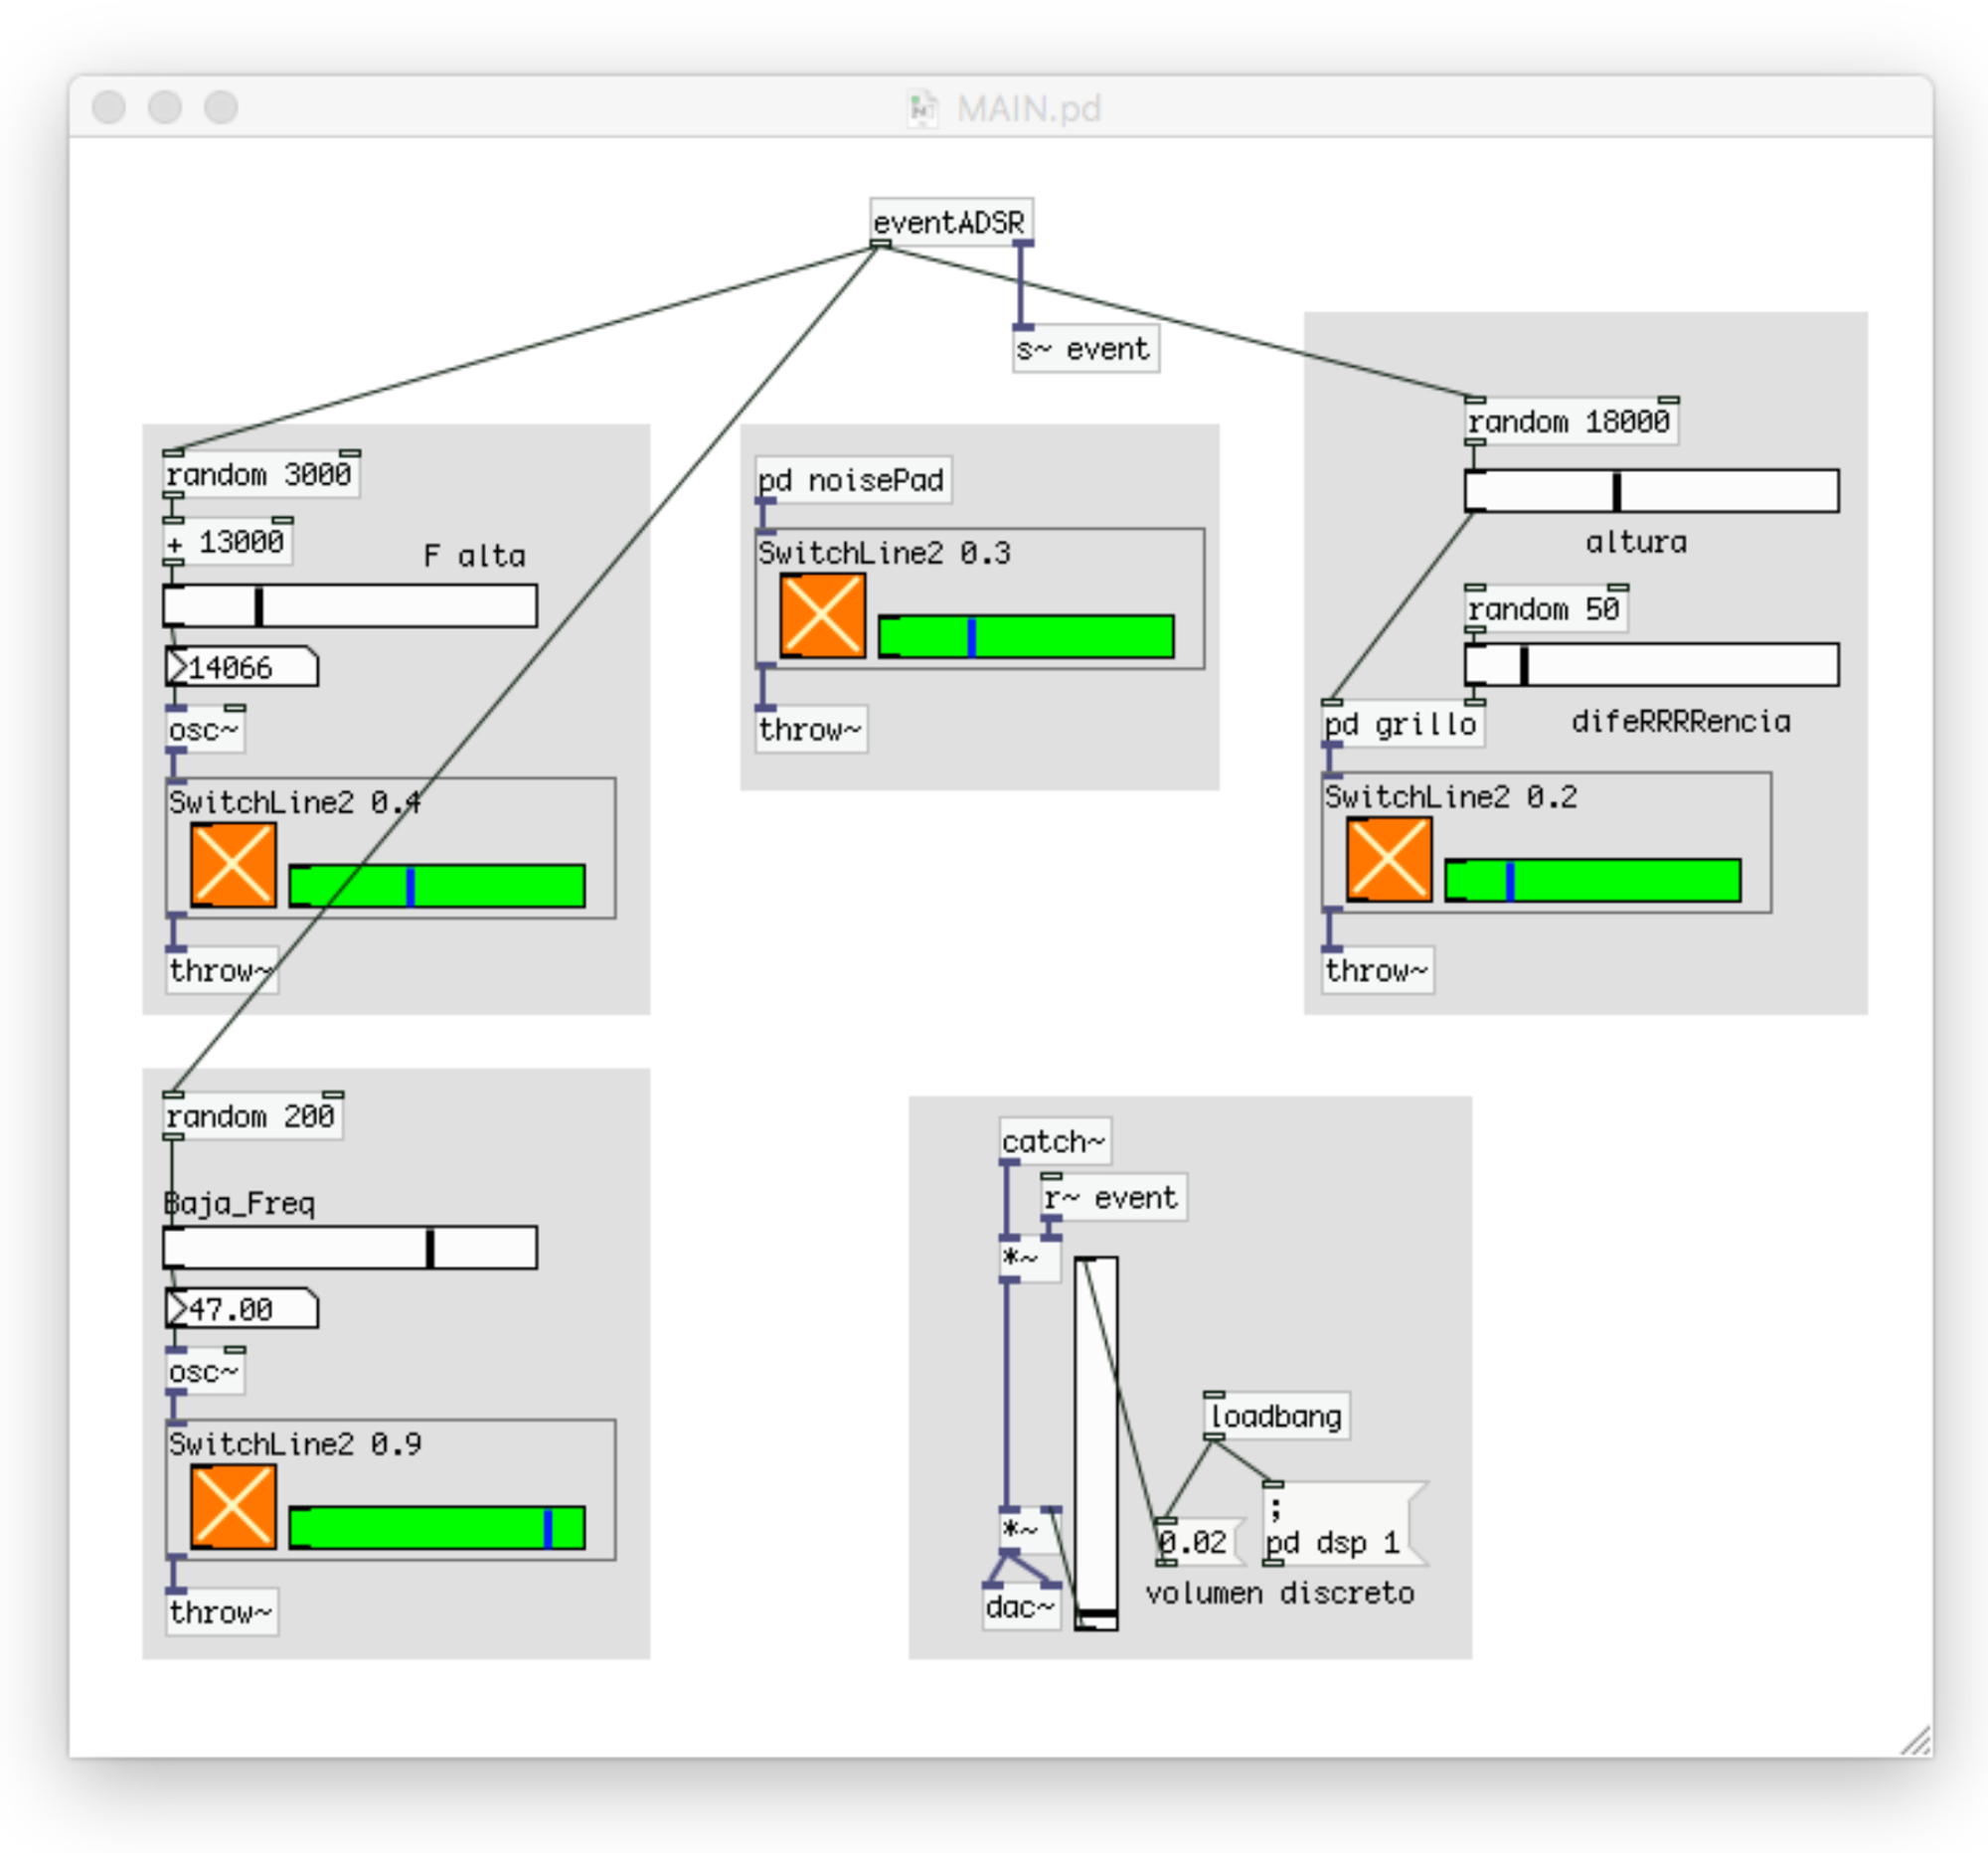 MAIN.pd
eventADSR
s~ event
random 3000
+ 13000
F alta
14066
osc~
SwitchLine2 0.4
throw~
pd noisePad
SwitchLine2 0.3
throw~
random 18000
altura
random 50
difeRRRRencia
pd grillo
SwitchLine2 0.2
throw~
random 200
Baja_Freq
47.00
osc~
SwitchLine2 0.9
throw~
catch~
r~ event
*~
loadbang
;
pd dsp 1
0.02
volumen discreto
*~
dac~